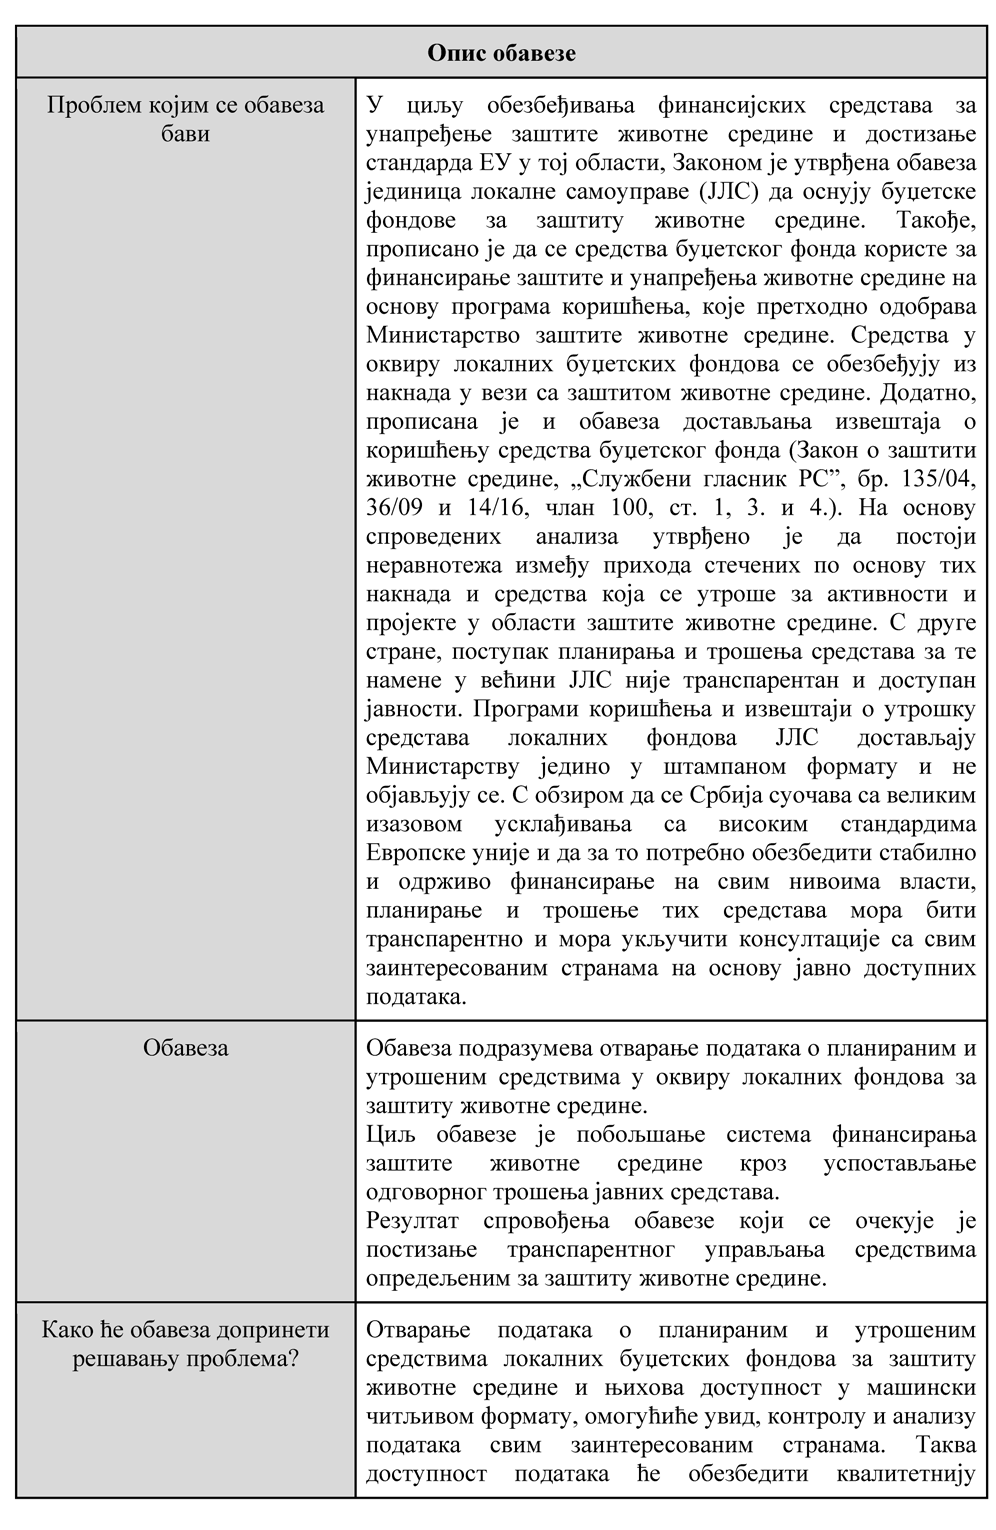 Опис обавезе
Проблем којим се обавеза
бави
У циљу обезбеђивања финансијских средстава за
унапређење заштите животне средине и достизање
стандарда ЕУ у тој области, Законом је утврђена обавеза
јединица локалне самоуправе (ЈЛС) да оснују буџетске
фондове за заштиту животне средине. Такође,
прописано је да се средства буџетског фонда користе за
финансирање заштите и унапређења животне средине на
основу програма коришћења, које претходно одобрава
Министарство заштите животне средине. Средства у
оквиру локалних буџетских фондова се обезбеђују из
накнада у вези са заштитом животне средине. Додатно,
прописана је и обавеза достављања извештаја о
коришћењу средства буџетског фонда (Закон о заштити
животне средине, „Службени гласник РС”, бр. 135/04,
36/09 и 14/16, члан 100, ст. 1, 3. и 4.). На основу
спроведених анализа утврђено је да постоји
неравнотежа између прихода стечених по основу тих
накнада и средства која се утроше за активности и
пројекте у области заштите животне средине. С друге
стране, поступак планирања и трошења средстава за те
намене у већини ЈЛС није транспарентан и доступан
јавности. Програми коришћења и извештаји о утрошку
средстава локалних фондова ЈЛС достављају
Министарству једино у штампаном формату и не
објављују се. С обзиром да се Србија суочава са великим
изазовом усклађивања са високим стандардима
Европске уније и да за то потребно обезбедити стабилно
и одрживо финансирање на свим нивоима власти,
планирање и трошење тих средстава мора бити
транспарентно и мора укључити консултације са свим
заинтересованим странама на основу јавно доступних
података.
Обавеза
Обавеза подразумева отварање података о планираним и
утрошеним средствима у оквиру локалних фондова за
заштиту животне средине.
Циљ обавезе је побољшање система финансирања
заштите животне средине кроз успостављање
одговорног трошења јавних средстава.
Резултат спровођења обавезе који се очекује је
постизање транспарентног управљања средствима
опредељеним за заштиту животне средине.
Како ће обавеза допринети
решавању проблема?
Отварање података о планираним и утрошеним
средствима локалних буџетских фондова за заштиту
животне средине и њихова доступност у машински
читљивом формату, омогућиће увид, контролу и анализу
података свим заинтересованим странама. Таква
доступност података ће обезбедити квалитетнију